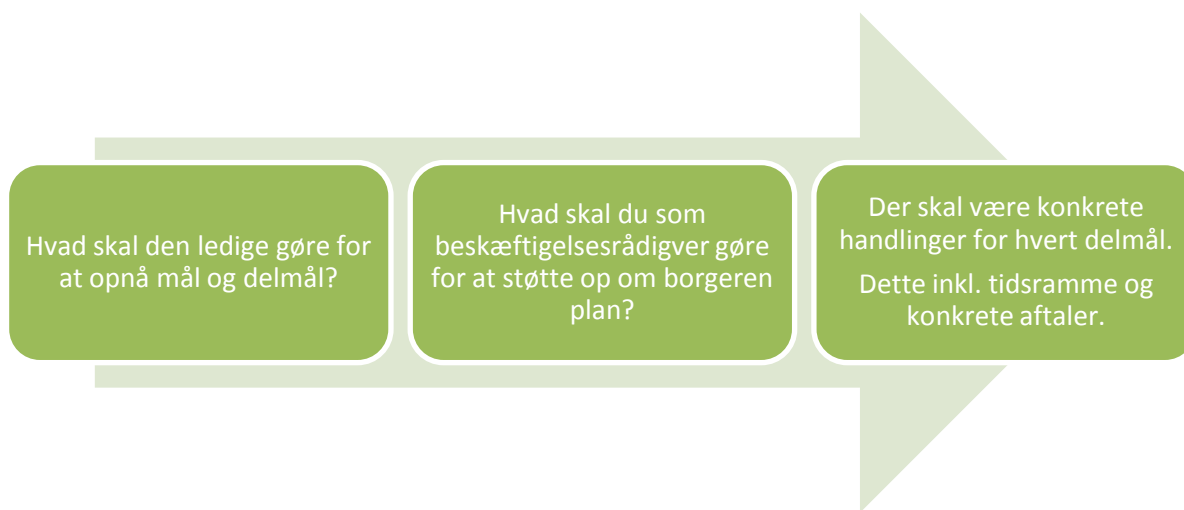 Hvad skal den ledige gøre for
at opnå mål og delmål?
Hvad skal du som
beskæftigelsesrådigver gøre
for at støtte op om borgeren
plan?
Der skal være konkrete
handlinger for hvert delmål.
Dette inkl. tidsramme og
konkrete aftaler.